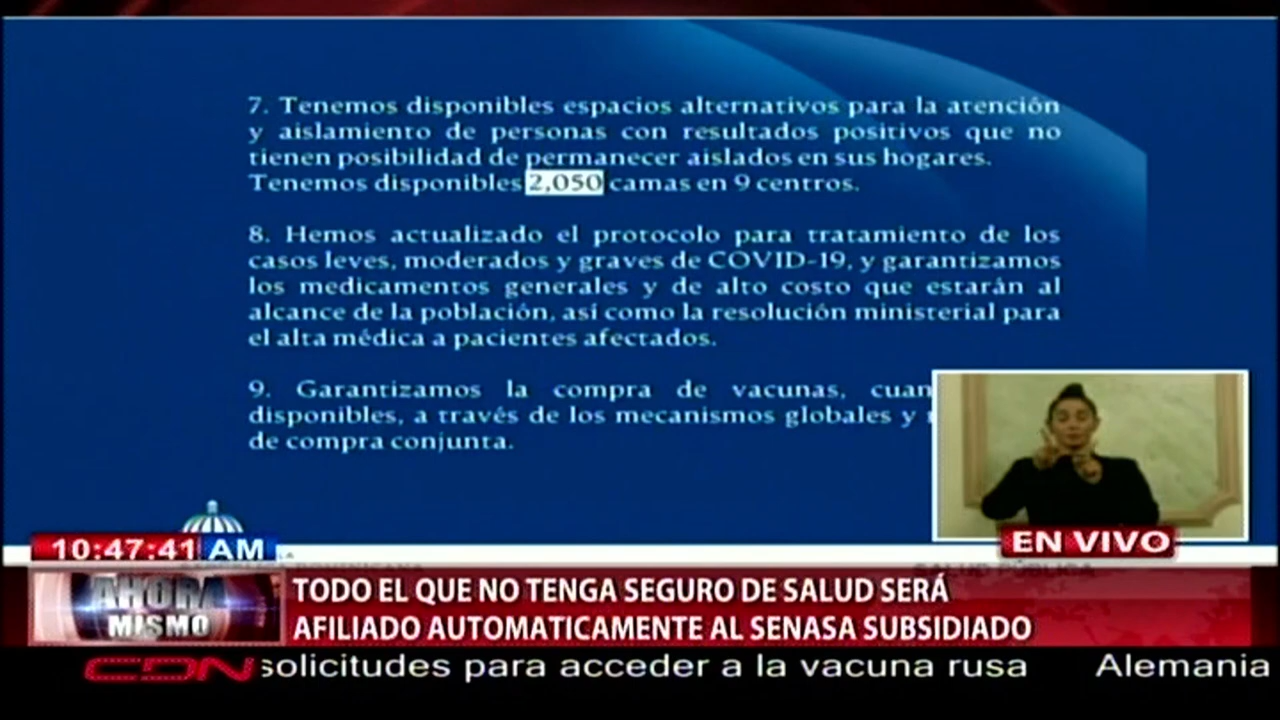 7. Tenemos disponibles espacios alternativos para la atención
y aislamiento de personas con resultados positivos que no
tienen posibilidad de permanecer aislados en sus hogares.
Tenemos disponibles 2,050 camas en 9 centros.
8. Hemos actualizado el protocolo para tratamiento de los
casos leves, moderados y graves de COVID-19, y garantizamos
los medicamentos generales y de alto costo que estarán al
alcance de la población, así como la resolución ministerial para
el alta médica a pacientes afectados.
9. Garantizamos la compra de vacunas,
disponibles, a través de los mecanismos globales y
de compra conjunta.
10:47:41 AM
EN VIVO
SALUD PÚBLICA
AHORA
MISMO
TODO EL QUE NO TENGA SEGURO DE SALUD SERÁ
AFILIADO AUTOMATICAMENTE AL SENASA SUBSIDIADO
CDN solicitudes para acceder a la vacuna rusa Alemania